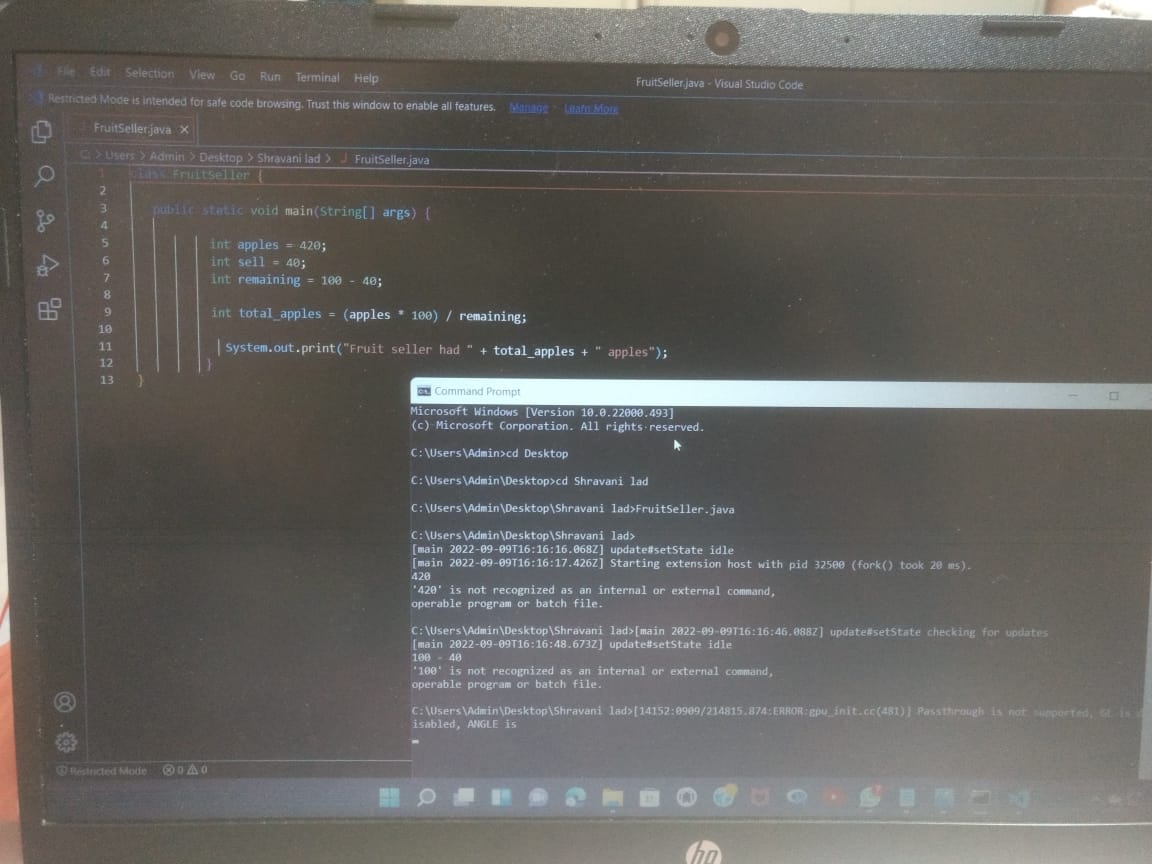 File Edit Selection View Go Run Terminal Help
FruitSeller.java - Visual Studio Code
Restricted Mode is intended for safe code browsing. Trust this window to enable all features. Manage Learn More
FruitSeller.java
C: > Users > Admin > Desktop > Shravani lad > J FruitSeller.java
1 class FruitSeller {
2
3 public static void main(String[] args) {
4
5 int apples = 420;
6 int sell = 40;
7 int remaining = 100 - 40;
8
9 int total_apples = (apples * 100) / remaining;
10
11 System.out.print("Fruit seller had " + total_apples + " apples");
12 }
13 }
Command Prompt
Microsoft Windows [Version 10.0.22000.493]
(c) Microsoft Corporation. All rights reserved.
C:\Users\Admin>cd Desktop
C:\Users\Admin\Desktop>cd Shravani lad
C:\Users\Admin\Desktop\Shravani lad>FruitSeller.java
C:\Users\Admin\Desktop\Shravani lad>
[main 2022-09-09T16:16:16.068Z] update#setState idle
[main 2022-09-09T16:16:17.426Z] Starting extension host with pid 32500 (fork() took 20 ms).
420
'420' is not recognized as an internal or external command,
operable program or batch file.
C:\Users\Admin\Desktop\Shravani lad>[main 2022-09-09T16:16:46.088Z] update#setState checking for updates
[main 2022-09-09T16:16:48.673Z] update#setState idle
100 - 40
'100' is not recognized as an internal or external command,
operable program or batch file.
C:\Users\Admin\Desktop\Shravani lad>[14152:0909/214815.874:ERROR:gpu_init.cc(481)] Passthrough is not supported, GL is d
isabled, ANGLE is
Restricted Mode 0 0
hp